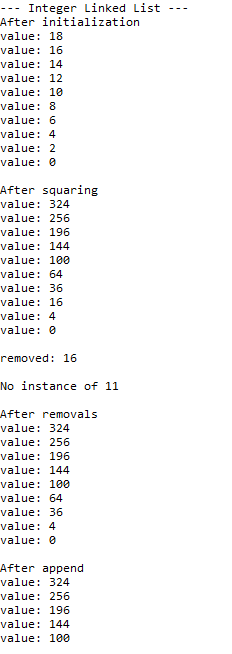 --- Integer Linked List ---
After initialization
value: 18
value: 16
value: 14
value: 12
value: 10
value: 8
value: 6
value: 4
value: 2
value: 0
After squaring
value: 324
value: 256
value: 196
value: 144
value: 100
value: 64
value: 36
value: 16
value: 4
value: 0
removed: 16
No instance of 11
After removals
value: 324
value: 256
value: 196
value: 144
value: 100
value: 64
value: 36
value: 4
value: 0
After append
value: 324
value: 256
value: 196
value: 144
value: 100